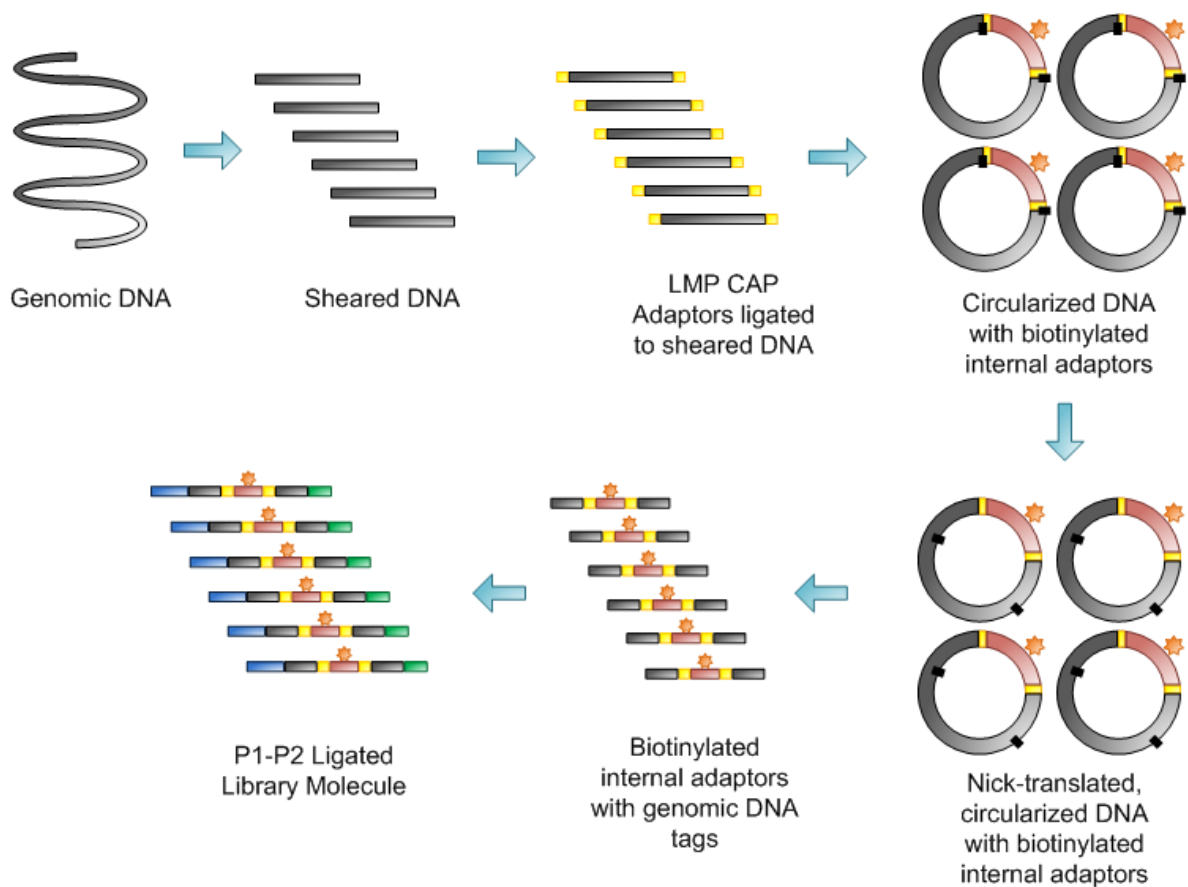 Genomic DNA
Sheared DNA
LMP CAP
Adaptors ligated
to sheared DNA
Circularized DNA
with biotinylated
internal adaptors
P1-P2 Ligated
Library Molecule
Biotinylated
internal adaptors
with genomic DNA
tags
Nick-translated,
circularized DNA
with biotinylated
internal adaptors